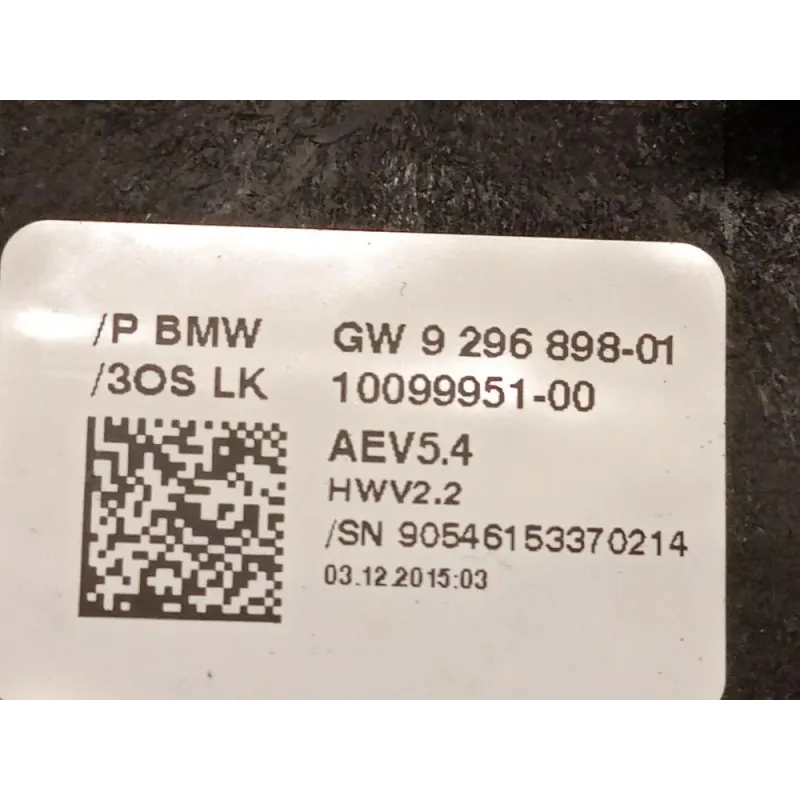 /P BMW GW 9 296 898-01
/3OS LK 10099951-00
AEV5.4
HWV2.2
/SN 90546153370214
03.12.2015:03